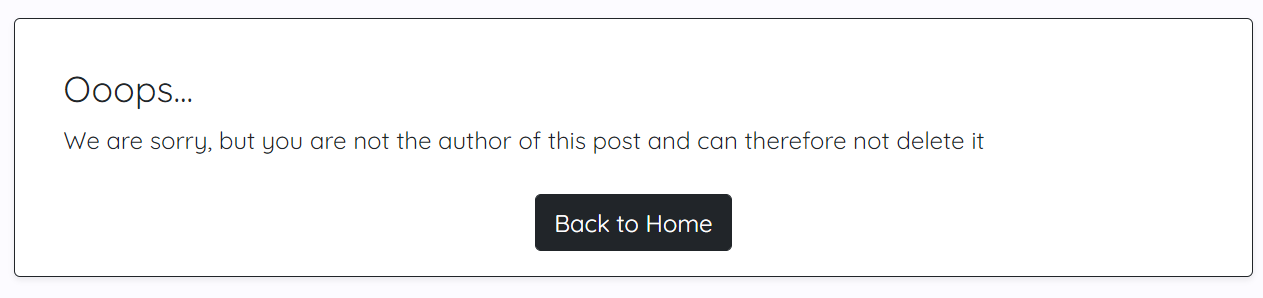 Ooops...
We are sorry, but you are not the author of this post and can therefore not delete it
Back to Home